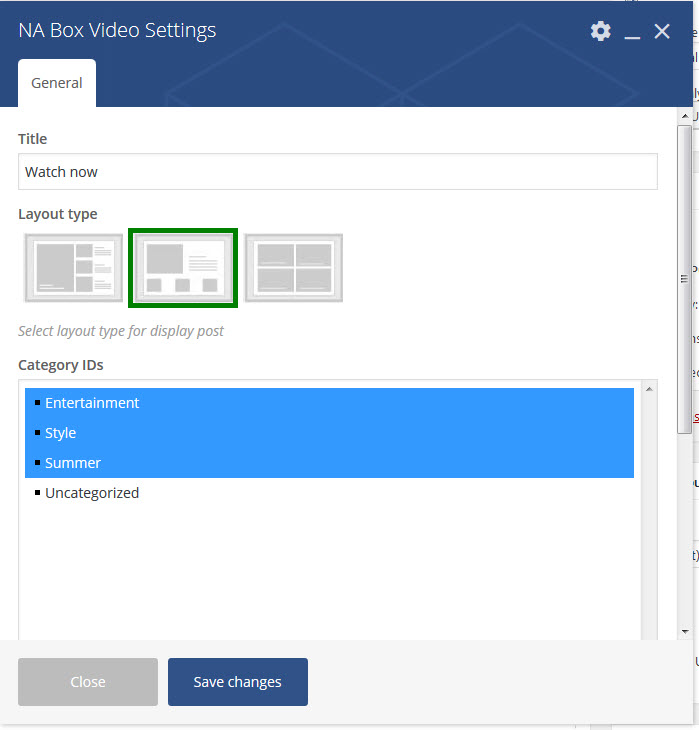 NA Box Video Settings
General
Title
Watch now
Layout type
Select layout type for display post
Category IDs
Entertainment
Style
Summer
Uncategorized
Close
Save changes